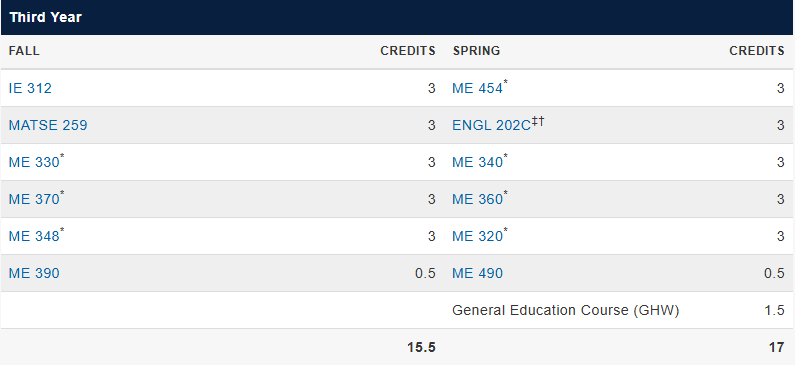 Third Year
FALL CREDITS SPRING CREDITS
IE 312 3 ME 454* 3
MATSE 259 3 ENGL 202C‡† 3
ME 330* 3 ME 340* 3
ME 370* 3 ME 360* 3
ME 348* 3 ME 320* 3
ME 390 0.5 ME 490 0.5
General Education Course (GHW) 1.5
15.5 17